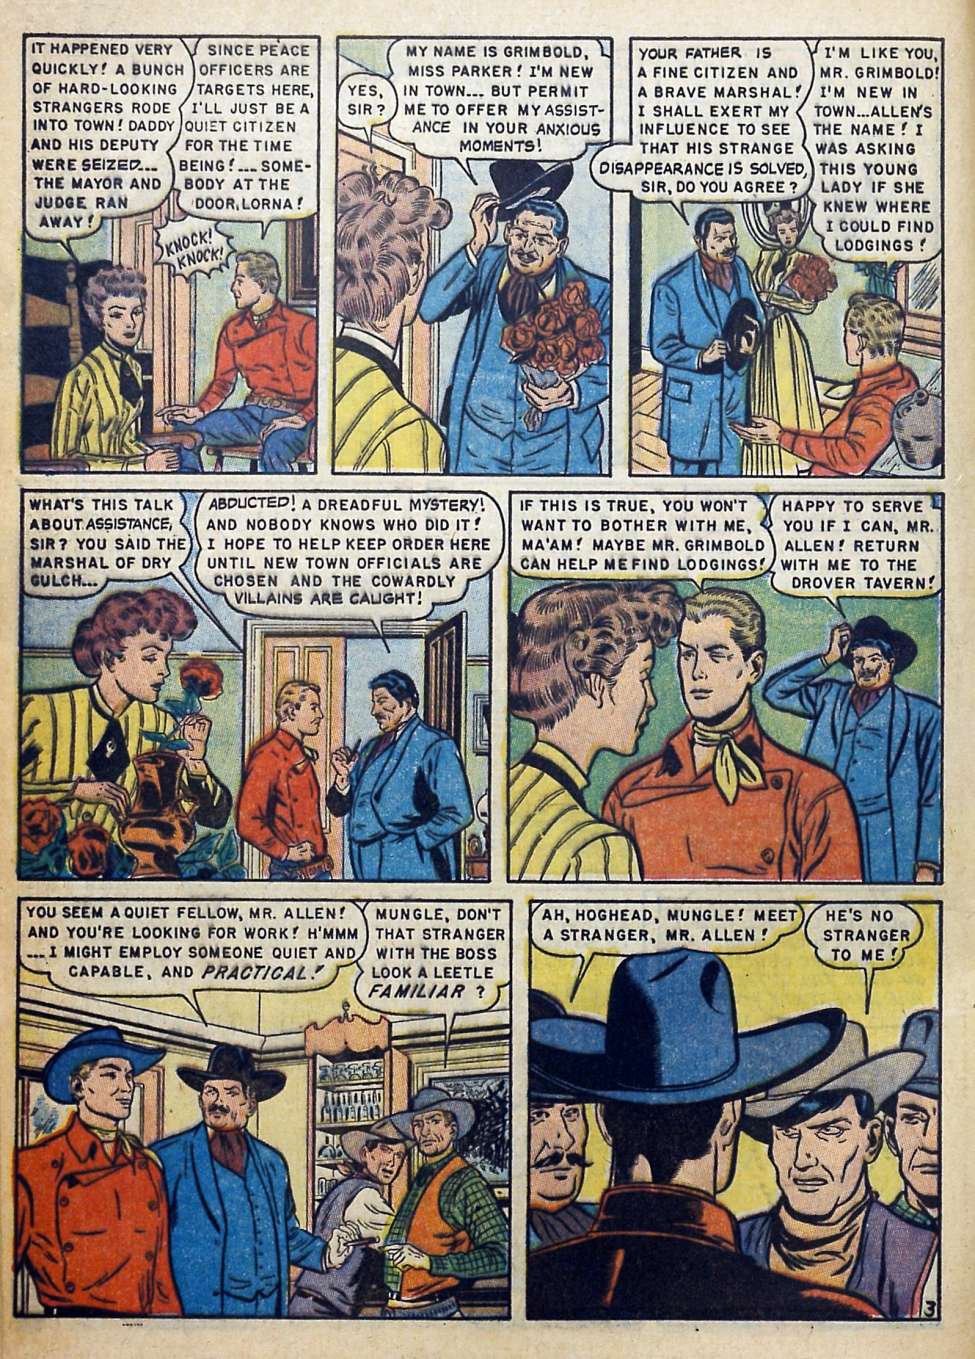 IT HAPPENED VERY
QUICKLY! A BUNCH
OF HARD-LOOKING
STRANGERS RODE
INTO TOWN! DADDY
AND HIS DEPUTY
WERE SEIZED...
THE MAYOR AND
JUDGE RAN
AWAY!
SINCE PEACE
OFFICERS ARE
TARGETS HERE,
I'LL JUST BE A
QUIET CITIZEN
FOR THE TIME
BEING!.... SOME-
BODY AT THE
DOOR, LORNA!
KNOCK!
KNOCK!
YES,
SIR?
MY NAME IS GRIMBOLD,
MISS PARKER! I'M NEW
IN TOWN... BUT PERMIT
ME TO OFFER MY ASSIST-
ANCE IN YOUR ANXIOUS
MOMENTS!
YOUR FATHER IS
A FINE CITIZEN AND
A BRAVE MARSHAL!
I SHALL EXERT MY
INFLUENCE TO SEE
THAT HIS STRANGE
DISAPPEARANCE IS SOLVED,
SIR, DO YOU AGREE?
I'M LIKE YOU,
MR. GRIMBOLD!
I'M NEW IN
TOWN...ALLEN'S
THE NAME! I
WAS ASKING
THIS YOUNG
LADY IF SHE
KNEW WHERE
I COULD FIND
LODGINGS!
WHAT'S THIS TALK
ABOUT ASSISTANCE,
SIR? YOU SAID THE
MARSHAL OF DRY
GULCH...
ABDUCTED! A DREADFUL MYSTERY!
AND NOBODY KNOWS WHO DID IT!
I HOPE TO HELP KEEP ORDER HERE
UNTIL NEW TOWN OFFICIALS ARE
CHOSEN AND THE COWARDLY
VILLAINS ARE CAUGHT!
IF THIS IS TRUE, YOU WON'T
WANT TO BOTHER WITH ME,
MA'AM! MAYBE MR. GRIMBOLD
CAN HELP ME FIND LODGINGS!
HAPPY TO SERVE
YOU IF I CAN, MR.
ALLEN! RETURN
WITH ME TO THE
DROVER TAVERN!
YOU SEEM A QUIET FELLOW, MR. ALLEN!
AND YOU'RE LOOKING FOR WORK! H'MMM
...I MIGHT EMPLOY SOMEONE QUIET AND
CAPABLE, AND PRACTICAL!
MUNGLE, DON'T
THAT STRANGER
WITH THE BOSS
LOOK A LEETLE
FAMILIAR?
AH, HOGHEAD, MUNGLE! MEET
A STRANGER, MR. ALLEN!
HE'S NO
STRANGER
TO ME!
3